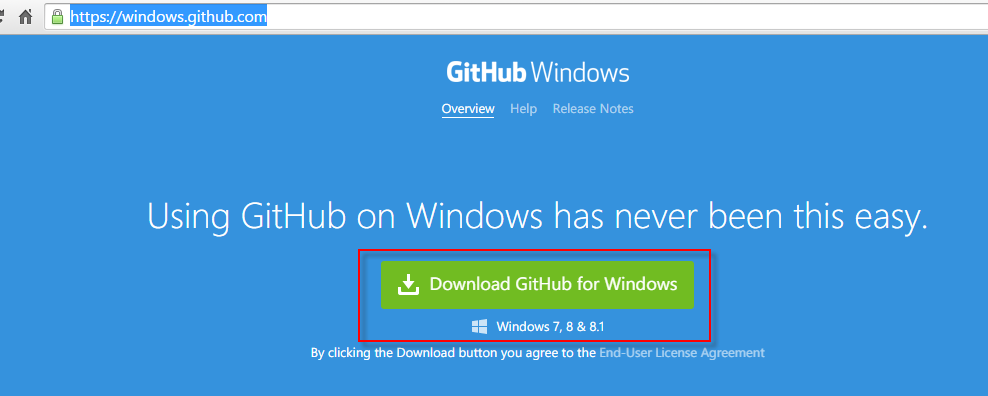 https://windows.github.com
GitHub Windows
Overview Help Release Notes
Using GitHub on Windows has never been this easy.
Download GitHub for Windows
Windows 7, 8 & 8.1
By clicking the Download button you agree to the End-User License Agreement